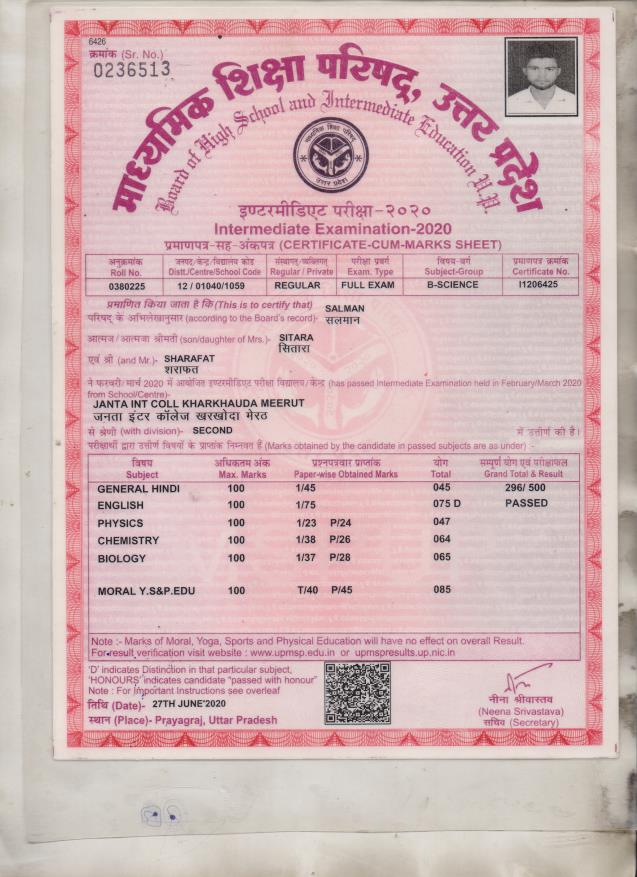 6426
क्रमांक (Sr. No.)
0236513
माध्यमिक शिक्षा परिषद्, उत्तर प्रदेश
Board of High School and Intermediate Education U.P.
माध्यमिक शिक्षा परिषद्
उत्तर प्रदेश
इण्टरमीडिएट परीक्षा-२०२०
Intermediate Examination-2020
प्रमाणपत्र-सह-अंकपत्र (CERTIFICATE-CUM-MARKS SHEET)
अनुक्रमांक जनपद/केन्द्र/विद्यालय कोड संस्थागत/व्यक्तिगत परीक्षा प्रवर्ग विषय-वर्ग प्रमाणपत्र क्रमांक
Roll No. Distt./Centre/School Code Regular / Private Exam. Type Subject-Group Certificate No.
0380225 12 / 01040/1059 REGULAR FULL EXAM B-SCIENCE I1206425
प्रमाणित किया जाता है कि (This is to certify that) SALMAN
परिषद् के अभिलेखानुसार (according to the Board's record)- सलमान
आत्मज/आत्मजा श्रीमती (son/daughter of Mrs.)- SITARA
सितारा
एवं श्री (and Mr.)- SHARAFAT
शराफत
ने फरवरी/मार्च 2020 में आयोजित इण्टरमीडिएट परीक्षा विद्यालय/केन्द्र (has passed Intermediate Examination held in February/March 2020
from School/Centre)-
JANTA INT COLL KHARKHAUDA MEERUT
जनता इंटर कॉलेज खरखोदा मेरठ
से श्रेणी (with division)- SECOND में उत्तीर्ण की है।
परीक्षार्थी द्वारा उत्तीर्ण विषयों के प्राप्तांक निम्नवत हैं (Marks obtained by the candidate in passed subjects are as under) :-
विषय अधिकतम अंक प्रश्नपत्रवार प्राप्तांक योग सम्पूर्ण योग एवं परीक्षाफल
Subject Max. Marks Paper-wise Obtained Marks Total Grand Total & Result
GENERAL HINDI 100 1/45 045 296/ 500
ENGLISH 100 1/75 075 D PASSED
PHYSICS 100 1/23 P/24 047
CHEMISTRY 100 1/38 P/26 064
BIOLOGY 100 1/37 P/28 065
MORAL Y.S&P.EDU 100 T/40 P/45 085
Note :- Marks of Moral, Yoga, Sports and Physical Education will have no effect on overall Result.
For result verification visit website : www.upmsp.edu.in or upmspresults.up.nic.in
'D' indicates Distinction in that particular subject,
'HONOURS' indicates candidate "passed with honour"
Note : For Important Instructions see overleaf
तिथि (Date)- 27TH JUNE'2020
स्थान (Place)- Prayagraj, Uttar Pradesh
नीना श्रीवास्तव
(Neena Srivastava)
सचिव (Secretary)